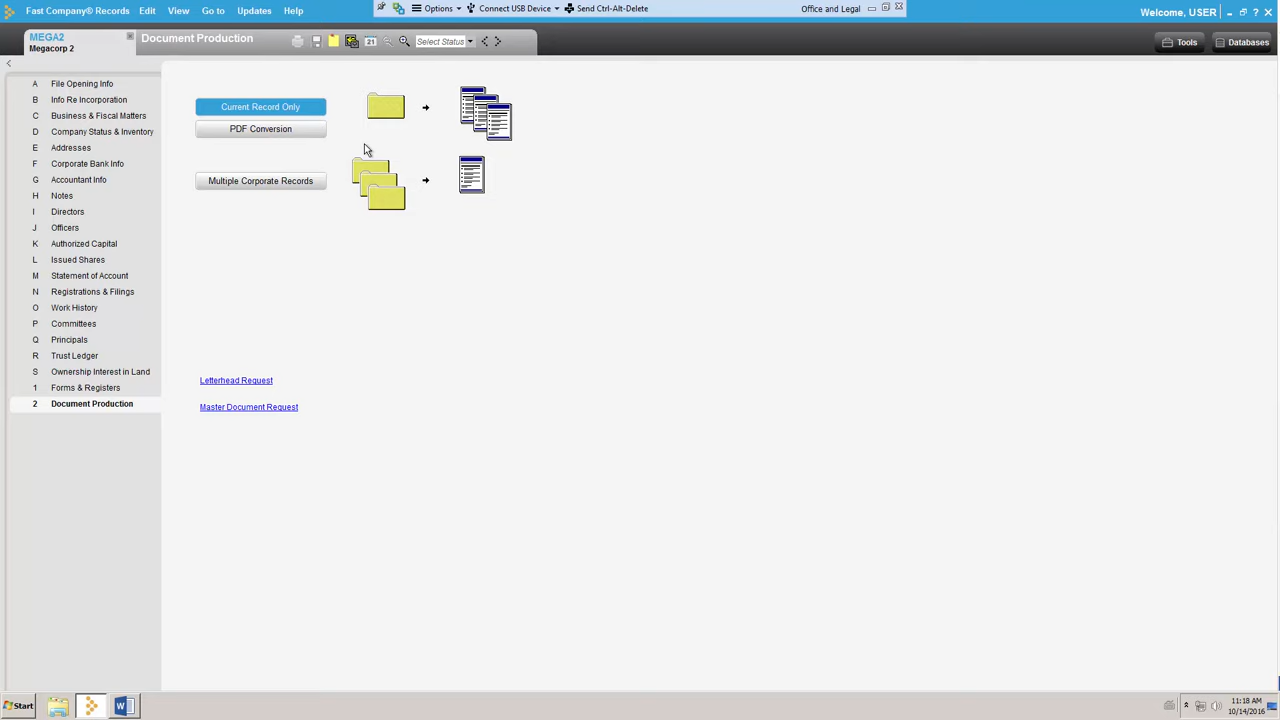 Fast Company® Records Edit View Go to Updates Help Options Connect USB Device Send Ctrl-Alt-Delete Office and Legal Welcome, USER
MEGA2
Megacorp 2
Document Production 21 Select Status Tools Databases
A File Opening Info
B Info Re Incorporation
C Business & Fiscal Matters
D Company Status & Inventory
E Addresses
F Corporate Bank Info
G Accountant Info
H Notes
I Directors
J Officers
K Authorized Capital
L Issued Shares
M Statement of Account
N Registrations & Filings
O Work History
P Committees
Q Principals
R Trust Ledger
S Ownership Interest in Land
1 Forms & Registers
2 Document Production
Current Record Only
PDF Conversion
Multiple Corporate Records
Letterhead Request
Master Document Request
Start
11:18 AM
10/14/2016